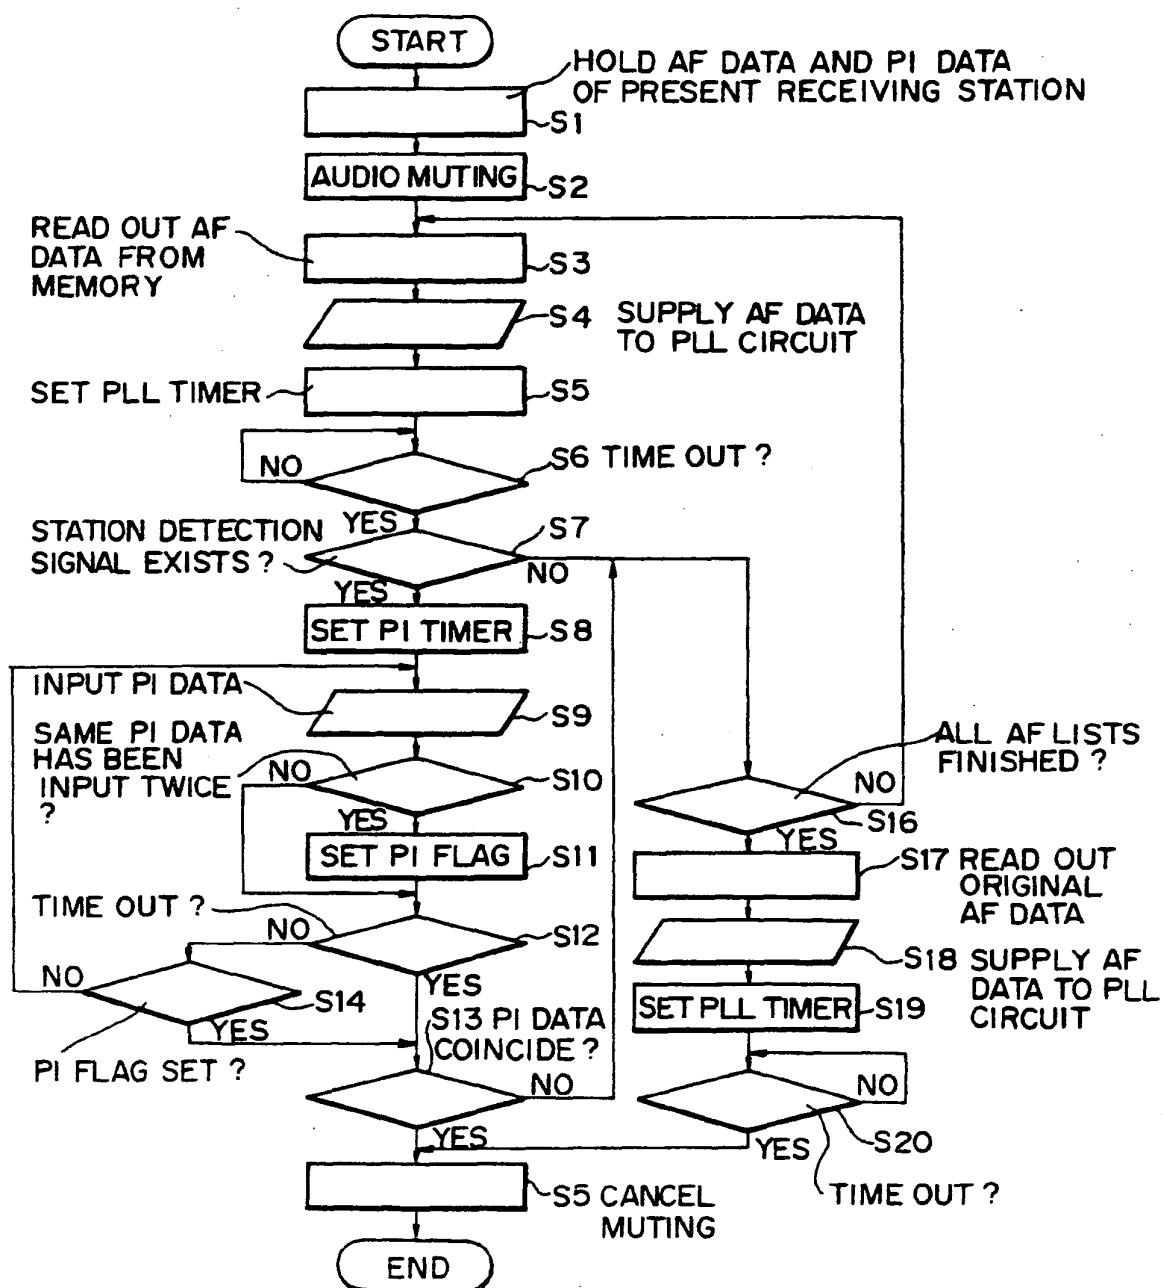 START
HOLD AF DATA AND PI DATA
OF PRESENT RECEIVING STATION
S1
AUDIO MUTING
S2
READ OUT AF
DATA FROM
MEMORY
S3
S4 SUPPLY AF DATA
TO PLL CIRCUIT
SET PLL TIMER
S5
S6 TIME OUT ?
NO
YES
STATION DETECTION
SIGNAL EXISTS ?
S7
NO
YES
SET PI TIMER
S8
INPUT PI DATA
S9
SAME PI DATA
HAS BEEN
INPUT TWICE
?
NO
S10
YES
SET PI FLAG
S11
TIME OUT ?
NO
S12
YES
NO
S14
YES
PI FLAG SET ?
S13 PI DATA
COINCIDE ?
NO
YES
ALL AF LISTS
FINISHED ?
NO
S16
YES
S17 READ OUT
ORIGINAL
AF DATA
S18 SUPPLY AF
DATA TO PLL
CIRCUIT
SET PLL TIMER
S19
NO
S20
YES
TIME OUT ?
S5 CANCEL
MUTING
END